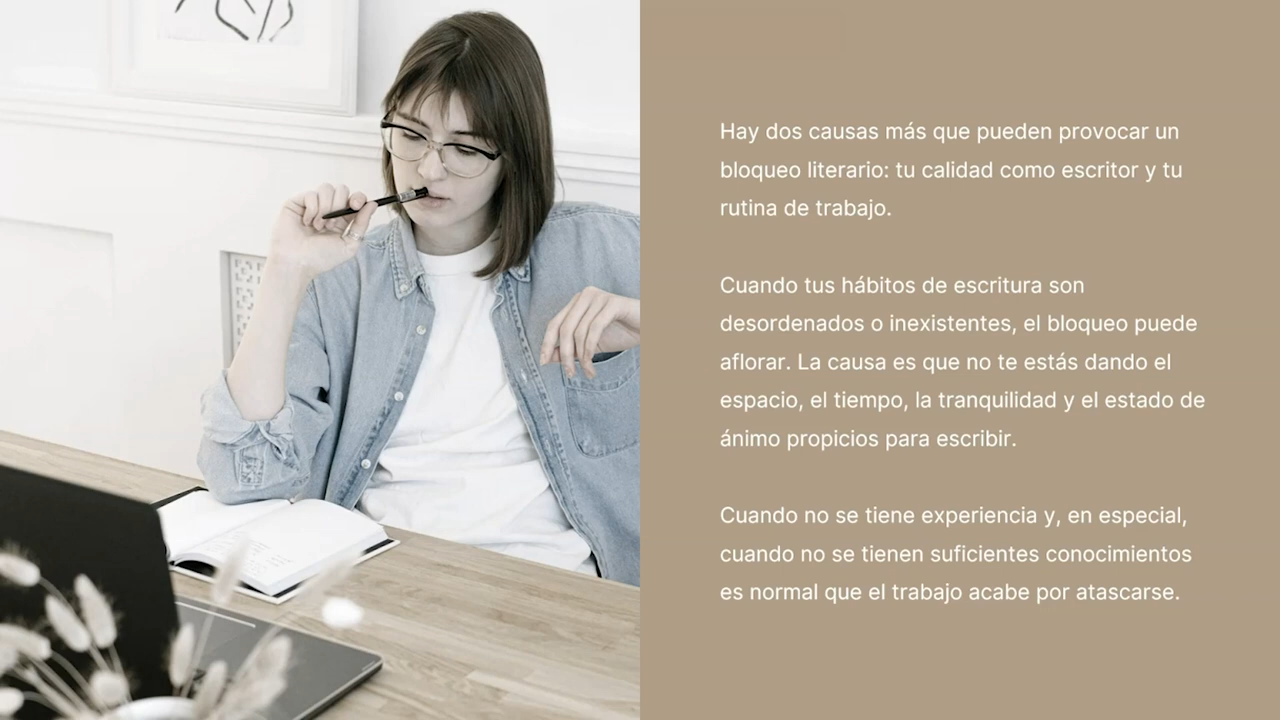 Hay dos causas más que pueden provocar un
bloqueo literario: tu calidad como escritor y tu
rutina de trabajo.
Cuando tus hábitos de escritura son
desordenados o inexistentes, el bloqueo puede
aflorar. La causa es que no te estás dando el
espacio, el tiempo, la tranquilidad y el estado de
ánimo propicios para escribir.
Cuando no se tiene experiencia y, en especial,
cuando no se tienen suficientes conocimientos
es normal que el trabajo acabe por atascarse.